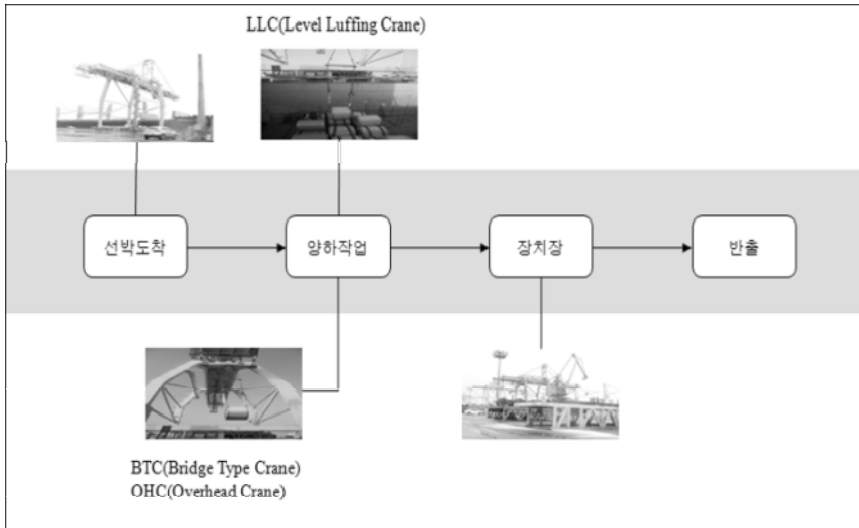 LLC(Level Luffing Crane)
선박도착
양하작업
장치장
반출
BTC(Bridge Type Crane)
OHC(Overhead Crane)